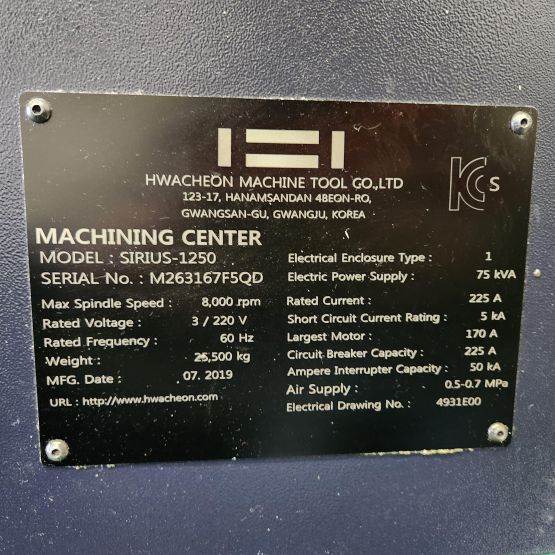 HWACHEON MACHINE TOOL CO.,LTD
123-17, HANAMSANDAN 4BEON-RO,
GWANGSAN-GU, GWANGJU, KOREA
KCs
MACHINING CENTER
MODEL : SIRIUS-1250
SERIAL No. : M263167F5QD
Max Spindle Speed : 8,000 rpm
Rated Voltage : 3 / 220 V
Rated Frequency : 60 Hz
Weight : 25,500 kg
MFG. Date : 07. 2019
URL : http://www.hwacheon.com
Electrical Enclosure Type : 1
Electric Power Supply : 75 kVA
Rated Current : 225 A
Short Circuit Current Rating : 5 kA
Largest Motor : 170 A
Circuit Breaker Capacity : 225 A
Ampere Interrupter Capacity : 50 kA
Air Supply : 0.5-0.7 MPa
Electrical Drawing No. : 4931E00